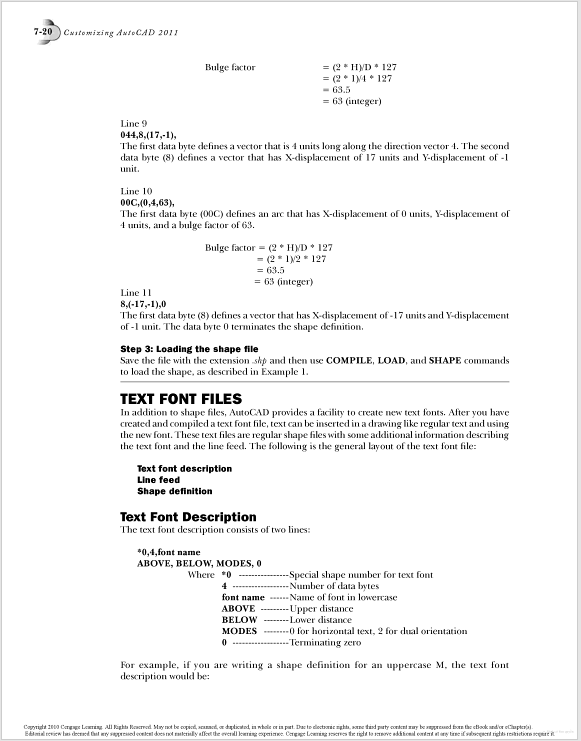 7-20 Customizing AutoCAD 2011
Bulge factor = (2 * H)/D * 127
= (2 * 1)/4 * 127
= 63.5
= 63 (integer)
Line 9
044,8,(17,-1),
The first data byte defines a vector that is 4 units long along the direction vector 4. The second
data byte (8) defines a vector that has X-displacement of 17 units and Y-displacement of -1
unit.
Line 10
00C,(0,4,63),
The first data byte (00C) defines an arc that has X-displacement of 0 units, Y-displacement of
4 units, and a bulge factor of 63.
Bulge factor = (2 * H)/D * 127
= (2 * 1)/2 * 127
= 63.5
= 63 (integer)
Line 11
8,(-17,-1),0
The first data byte (8) defines a vector that has X-displacement of -17 units and Y-displacement
of -1 unit. The data byte 0 terminates the shape definition.
Step 3: Loading the shape file
Save the file with the extension .shp and then use COMPILE, LOAD, and SHAPE commands
to load the shape, as described in Example 1.
TEXT FONT FILES
In addition to shape files, AutoCAD provides a facility to create new text fonts. After you have
created and compiled a text font file, text can be inserted in a drawing like regular text and using
the new font. These text files are regular shape files with some additional information describing
the text font and the line feed. The following is the general layout of the text font file:
Text font description
Line feed
Shape definition
Text Font Description
The text font description consists of two lines:
*0,4,font name
ABOVE, BELOW, MODES, 0
Where *0 ----------------Special shape number for text font
4 ------------------Number of data bytes
font name ------Name of font in lowercase
ABOVE ---------Upper distance
BELOW --------Lower distance
MODES --------0 for horizontal text, 2 for dual orientation
0 ------------------Terminating zero
For example, if you are writing a shape definition for an uppercase M, the text font
description would be:
Copyright 2010 Cengage Learning. All Rights Reserved. May not be copied, scanned, or duplicated, in whole or in part. Due to electronic rights, some third party content may be suppressed from the eBook and/or eChapter(s).
Editorial review has deemed that any suppressed content does not materially affect the overall learning experience. Cengage Learning reserves the right to remove additional content at any time if subsequent rights restrictions require it.